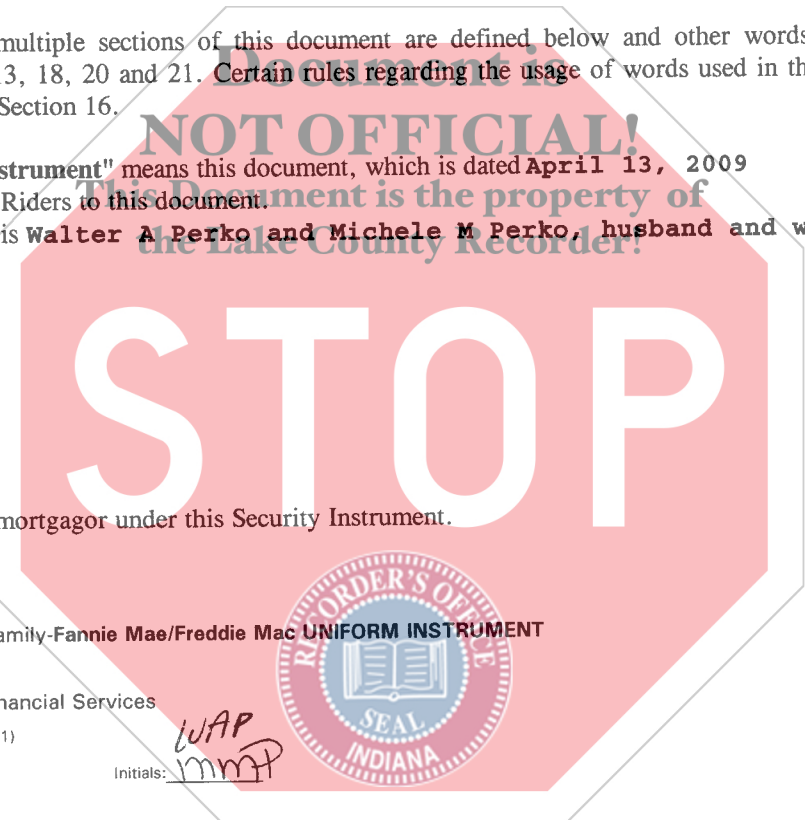 multiple sections of this document are defined below and other words
Document is
3, 18, 20 and 21. Certain rules regarding the usage of words used in th
Section 16.
NOT OFFICIAL!
strument" means this document, which is dated April 13, 2009
This Document is the property of
Riders to this document.
is Walter A Perko and Michele M Perko, husband and w
the Lake County Recorder!
STOP
mortgagor under this Security Instrument.
RECORDER'S OFFICE
amily-Fannie Mae/Freddie Mac UNIFORM INSTRUMENT
nancial Services
SEAL
1)
WAP
INDIANA
Initials: MMP